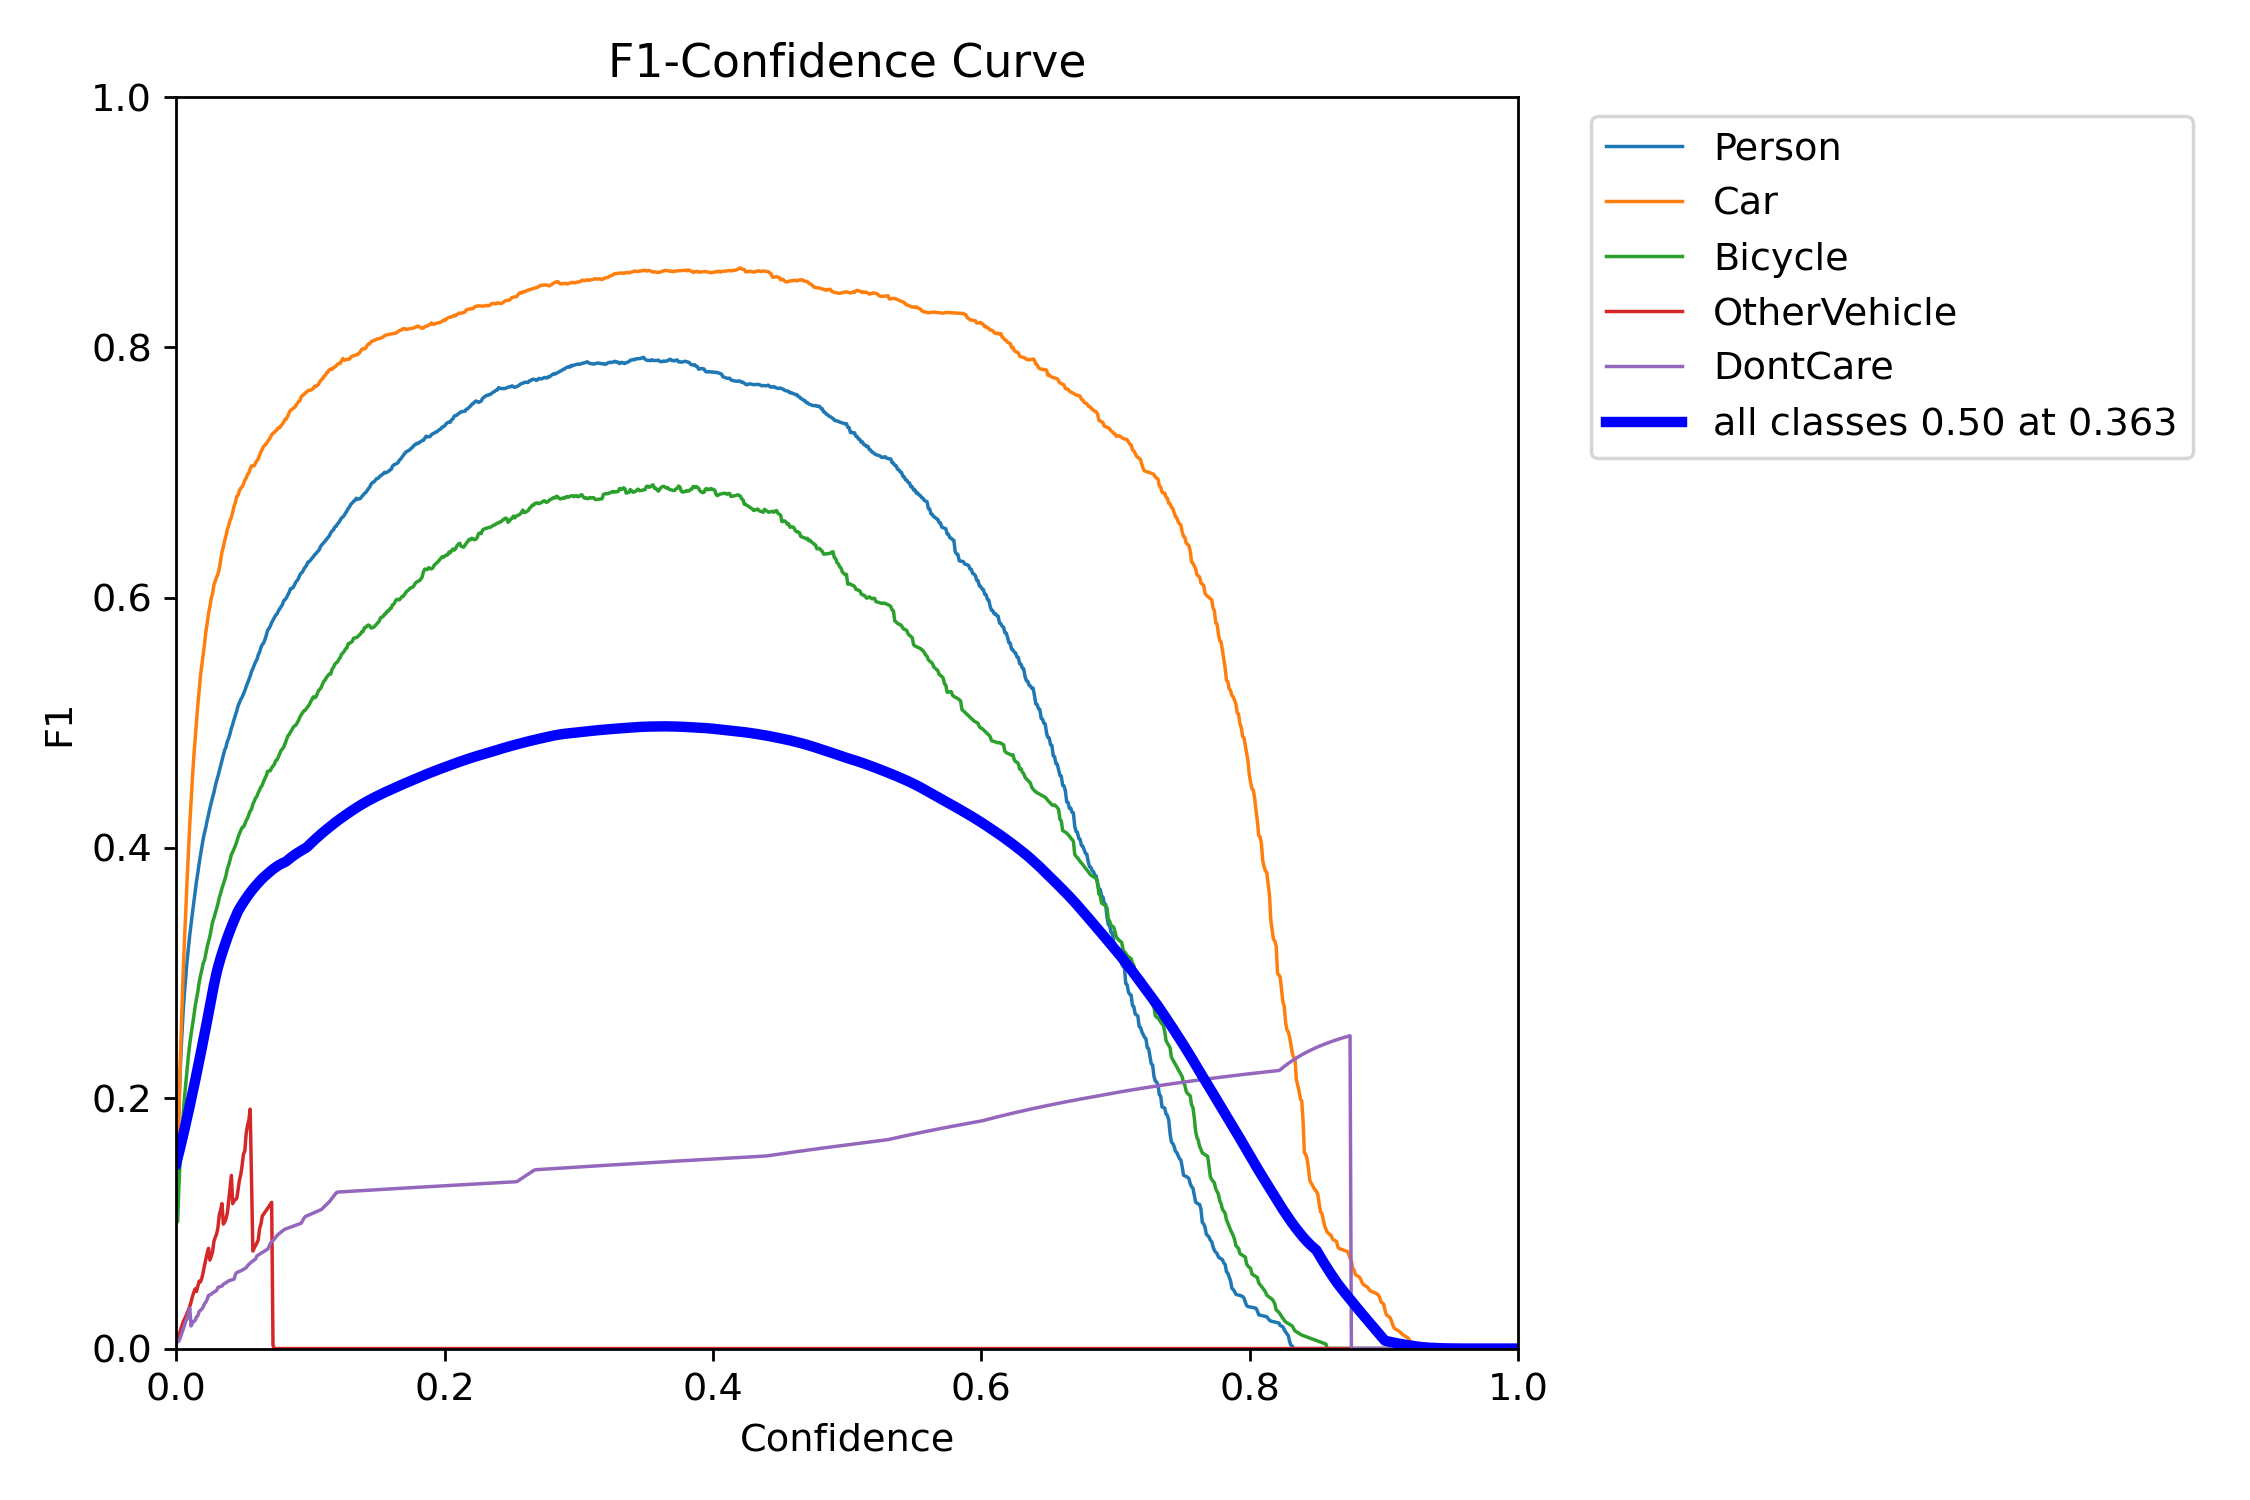 F1-Confidence Curve
1.0
0.8
0.6
0.4
0.2
0.0
F1
0.0 0.2 0.4 0.6 0.8 1.0
Confidence
Person
Car
Bicycle
OtherVehicle
DontCare
all classes 0.50 at 0.363